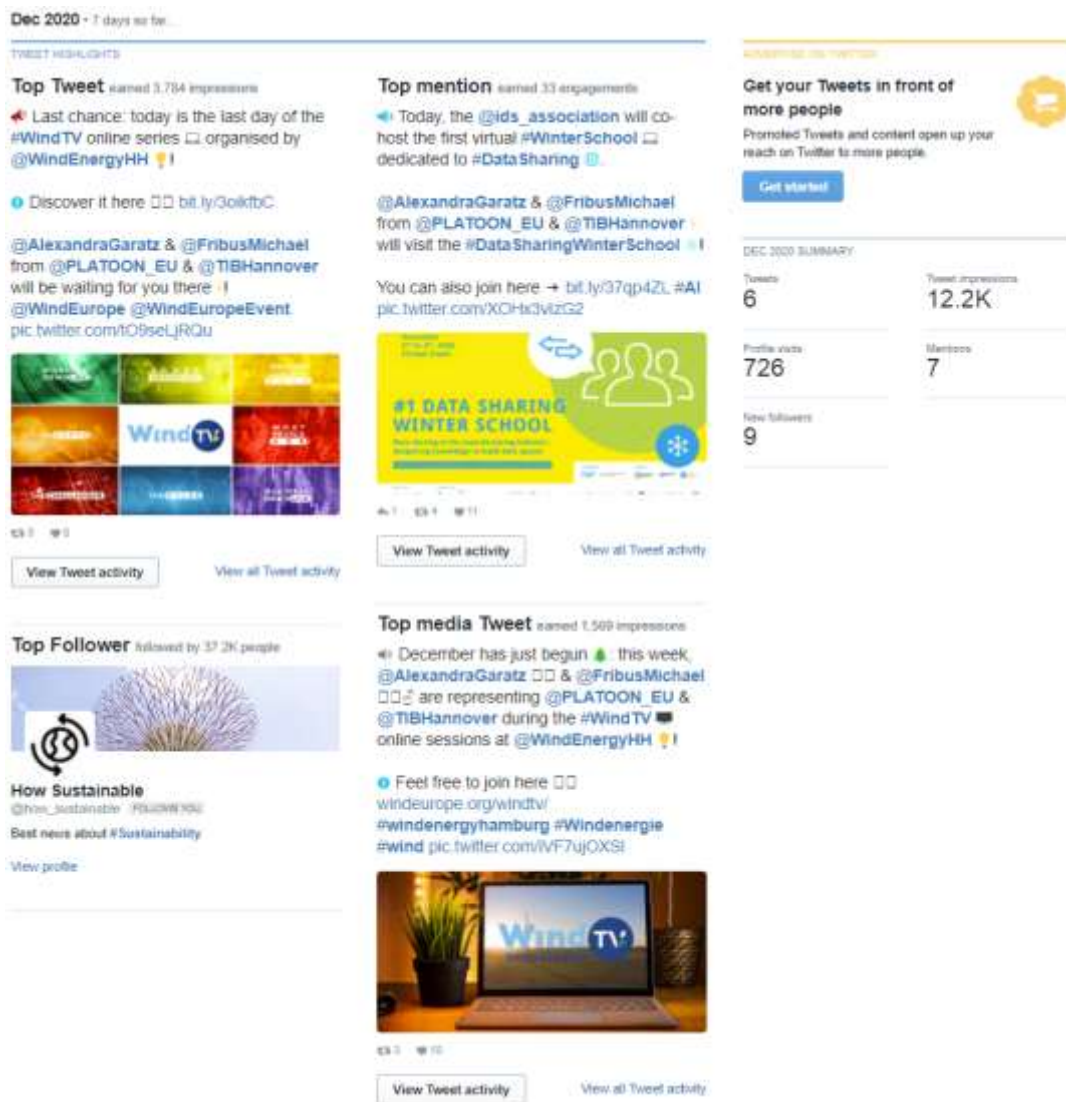 Dec 2020 • 7 days so far...
TWEET HIGHLIGHTS
Top Tweet earned 3,784 impressions
Last chance: today is the last day of the
#WindTV online series organised by
@WindEnergyHH !
Discover it here
@AlexandraGaratz & @FribusMichael
from @PLATOON_EU & @TIBHannover
will be waiting for you there !
@WindEurope @WindEuropeEvent
pic.twitter.com/tO9seLjRQu
WindTV
View Tweet activity
View all Tweet activity
Top Follower followed by 37.2K people
How Sustainable
@how_sustainable FOLLOWS YOU
Best news about #Sustainability
View profile
Top mention earned 33 engagements
Today, the @ids_association will co-
host the first virtual #WinterSchool
dedicated to #DataSharing
@AlexandraGaratz & @FribusMichael
from @PLATOON_EU & @TIBHannover
will visit the #DataSharingWinterSchool !
You can also join here → bit.ly/37qp4ZL #AI
#1 DATA SHARING
WINTER SCHOOL
1 4 11
View Tweet activity
View all Tweet activity
Top media Tweet earned 1,569 impressions
December has just begun : this week,
@AlexandraGaratz & @FribusMichael
are representing @PLATOON_EU &
@TIBHannover during the #WindTV
online sessions at @WindEnergyHH !
Feel free to join here
windeurope.org/windtv/
#windenergyhamburg #Windenergie
#wind
WindTV
3 10
View Tweet activity
View all Tweet activity
ADVERTISE ON TWITTER
Get your Tweets in front of
more people
Promoted Tweets and content open up your
reach on Twitter to more people.
Get started
DEC 2020 SUMMARY
Tweets
6
Tweet impressions
12.2K
Profile visits
726
Mentions
7
New followers
9